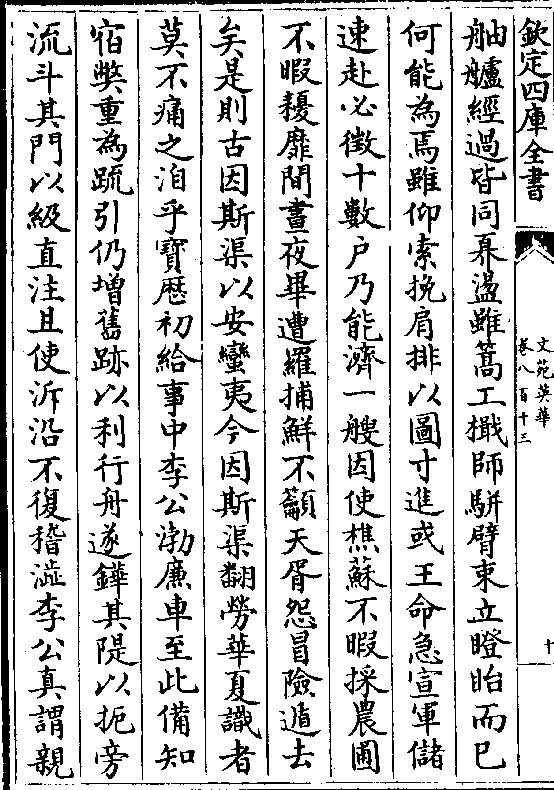 欽定四庫全書
文苑英華
卷八百十三
十
舳艫經過皆同奡盪雖篙工檝師駢臂束立瞪眙而已
何能為焉雖仰索挽肩排以圖寸進或王命急宣軍儲
速赴必徵十數户乃能濟一艘因使樵蘇不暇採農圃
不暇耰靡間晝夜畢遭羅捕鮮不籲天胥怨冒險遁去
矣是則古因斯渠以安蠻夷今因斯渠翻勞華夏識者
莫不痛之洎乎寳厯初給事中李公渤廉車至此備知
宿弊重為疏引仍增舊跡以利行舟遂鏵其隄以扼旁
流斗其門以級直注且使泝沿不復稽澁李公真謂親